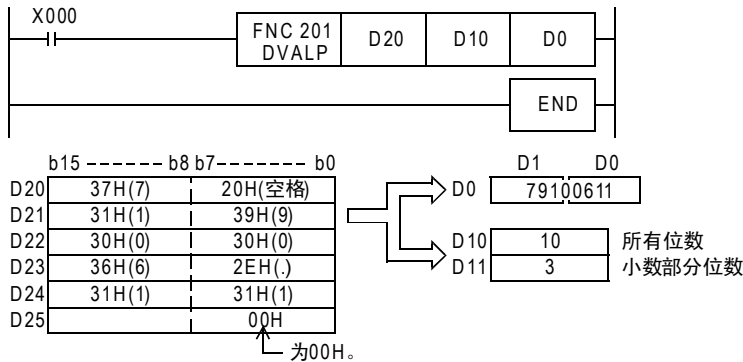 X000
FNC 201
DVALP D20 D10 D0
END
b15 ------- b8 b7-------- b0
D20 37H(7) 20H(空格)
D21 31H(1) 39H(9)
D22 30H(0) 30H(0)
D23 36H(6) 2EH(.)
D24 31H(1) 31H(1)
D25 00H
为00H。
D1 D0
D0 79100611
D10 10 所有位数
D11 3 小数部分位数